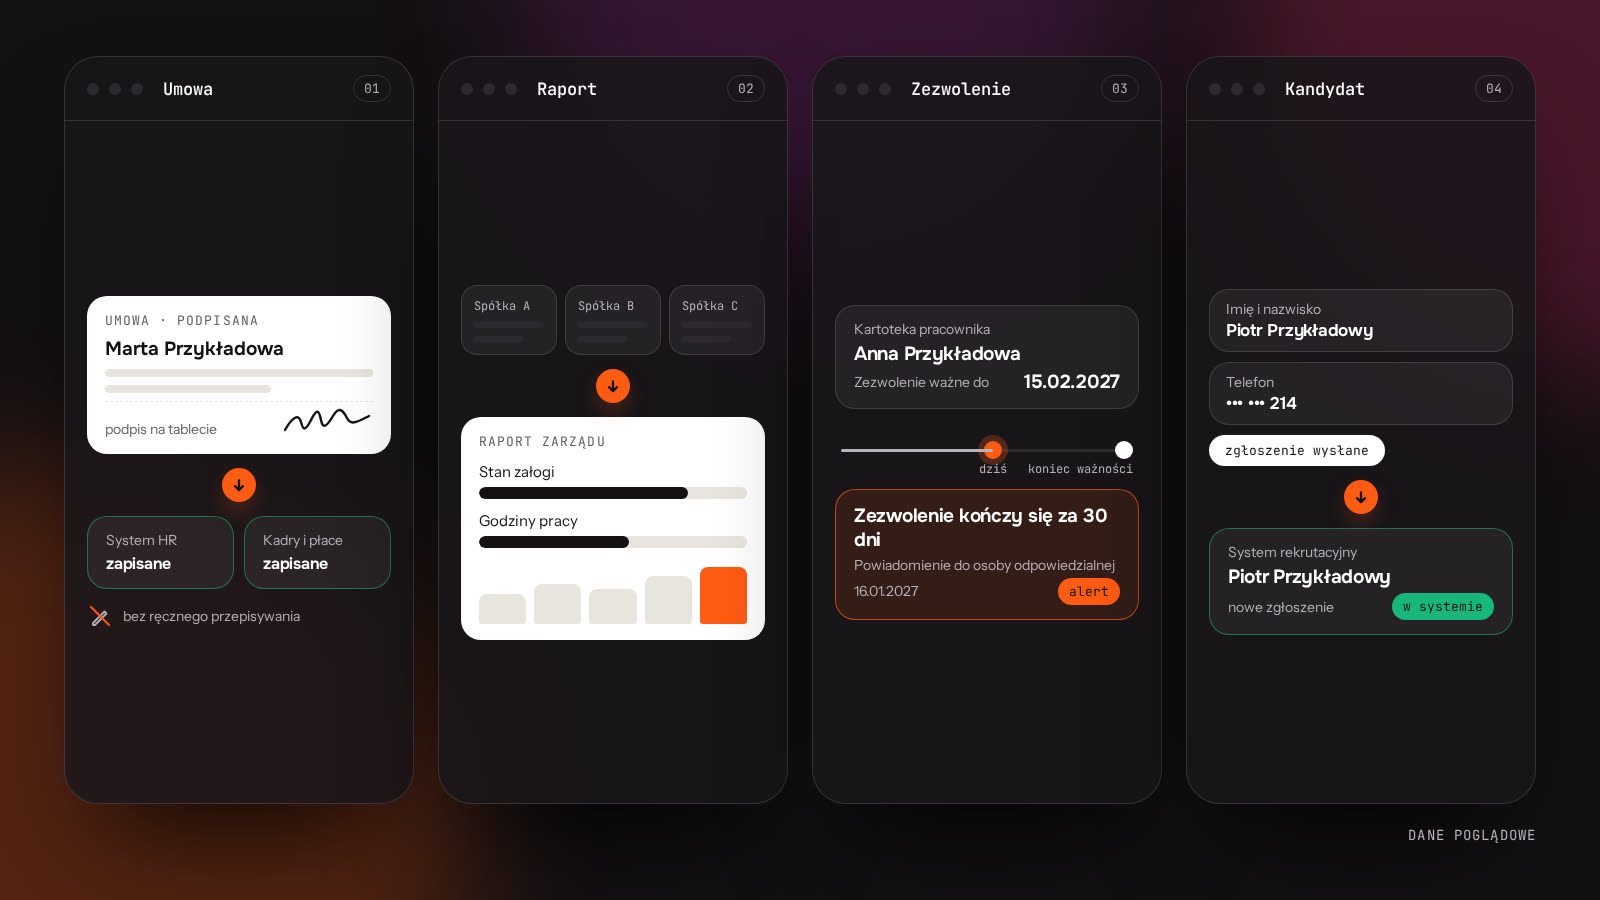 Umowa
01
UMOWA · PODPISANA
Marta Przykładowa
podpis na tablecie
System HR
zapisane
Kadry i płace
zapisane
bez ręcznego przepisywania
Raport
02
Spółka A
Spółka B
Spółka C
RAPORT ZARZĄDU
Stan załogi
Godziny pracy
Zezwolenie
03
Kartoteka pracownika
Anna Przykładowa
Zezwolenie ważne do 15.02.2027
dziś
koniec ważności
Zezwolenie kończy się za 30
dni
Powiadomienie do osoby odpowiedzialnej
16.01.2027
alert
Kandydat
04
Imię i nazwisko
Piotr Przykładowy
Telefon
••• ••• 214
zgłoszenie wysłane
System rekrutacyjny
Piotr Przykładowy
nowe zgłoszenie
w systemie
DANE POGLĄDOWE